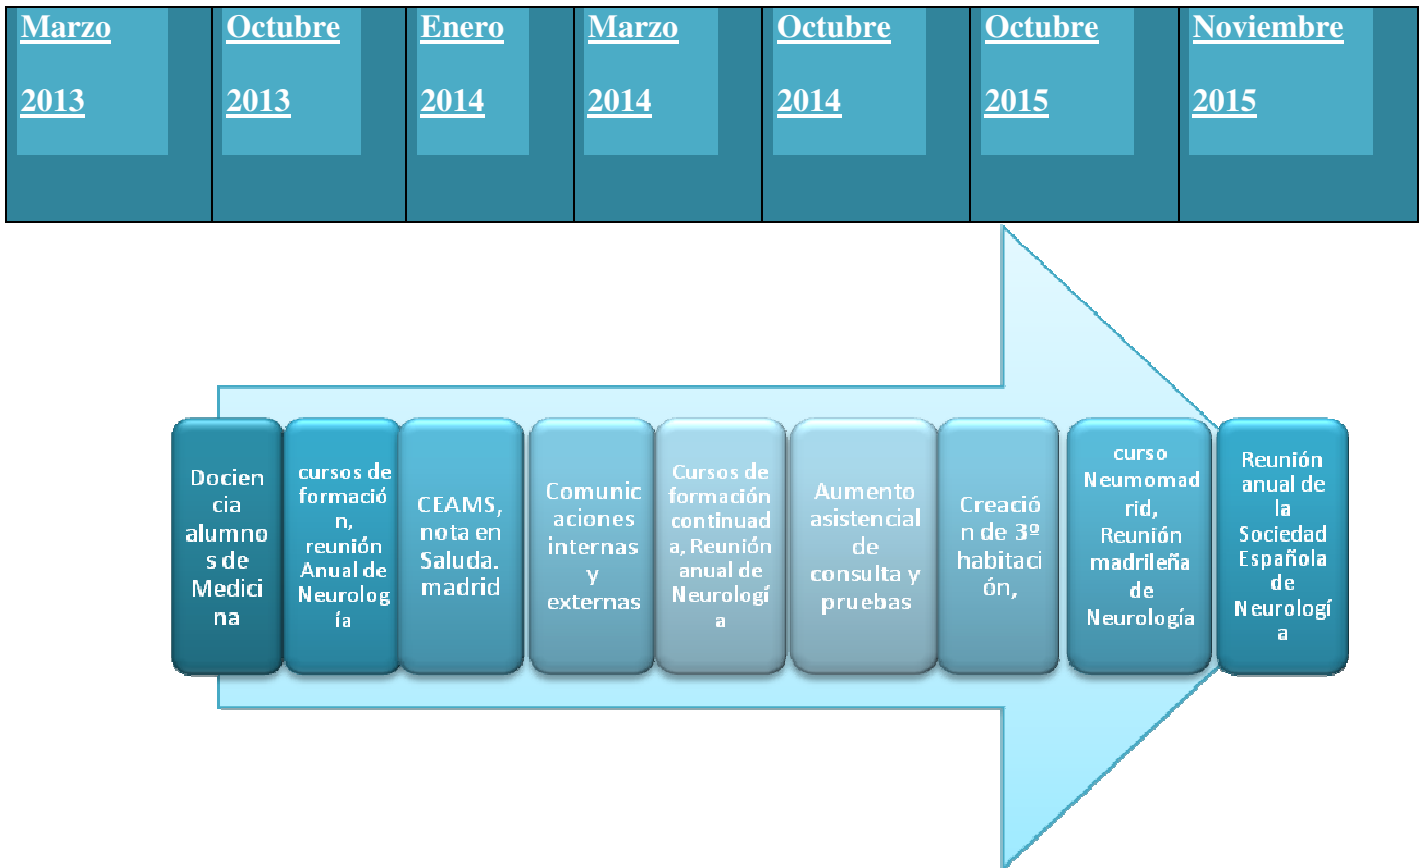 Marzo
2013
Octubre
2013
Enero
2014
Marzo
2014
Octubre
2014
Octubre
2015
Noviembre
2015
Docien
cia
alumno
s de
Medici
na
cursos de
formació
n,
reunión
Anual de
Neurolog
ía
CEAMS,
nota en
Saluda.
madrid
Comunic
aciones
internas
y
externas
Cursos de
formación
continuad
a, Reunión
anual de
Neurologí
a
Aumento
asistencial
de
consulta y
pruebas
Creació
n de 3º
habitaci
ón,
curso
Neumomad
rid,
Reunión
madrileña
de
Neurología
Reunión
anual de
la
Sociedad
Española
de
Neurologí
a